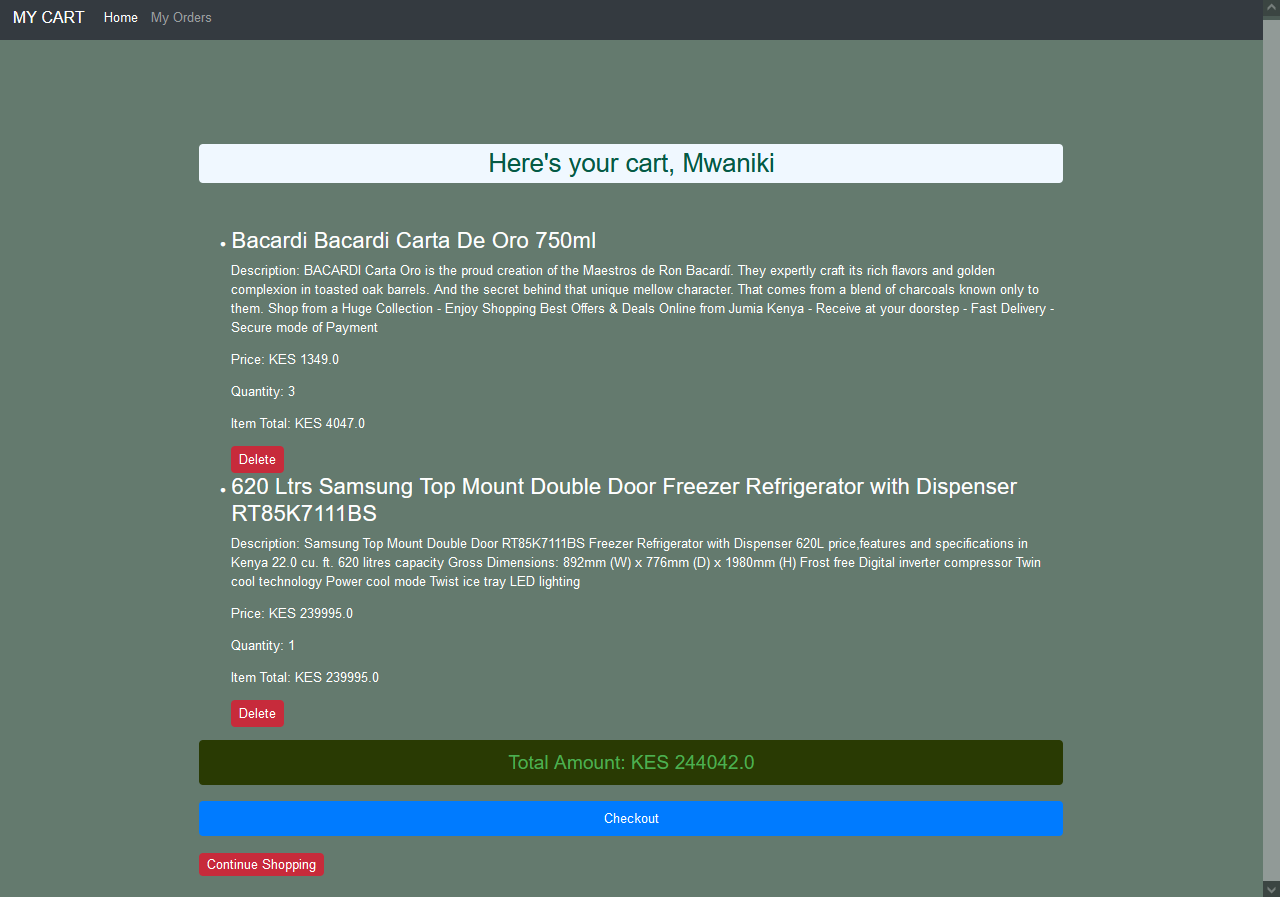 MY CART Home My Orders
Here's your cart, Mwaniki
• Bacardi Bacardi Carta De Oro 750ml
Description: BACARDI Carta Oro is the proud creation of the Maestros de Ron Bacardí. They expertly craft its rich flavors and golden
complexion in toasted oak barrels. And the secret behind that unique mellow character. That comes from a blend of charcoals known only to
them. Shop from a Huge Collection - Enjoy Shopping Best Offers & Deals Online from Jumia Kenya - Receive at your doorstep - Fast Delivery -
Secure mode of Payment
Price: KES 1349.0
Quantity: 3
Item Total: KES 4047.0
Delete
• 620 Ltrs Samsung Top Mount Double Door Freezer Refrigerator with Dispenser
RT85K7111BS
Description: Samsung Top Mount Double Door RT85K7111BS Freezer Refrigerator with Dispenser 620L price,features and specifications in
Kenya 22.0 cu. ft. 620 litres capacity Gross Dimensions: 892mm (W) x 776mm (D) x 1980mm (H) Frost free Digital inverter compressor Twin
cool technology Power cool mode Twist ice tray LED lighting
Price: KES 239995.0
Quantity: 1
Item Total: KES 239995.0
Delete
Total Amount: KES 244042.0
Checkout
Continue Shopping